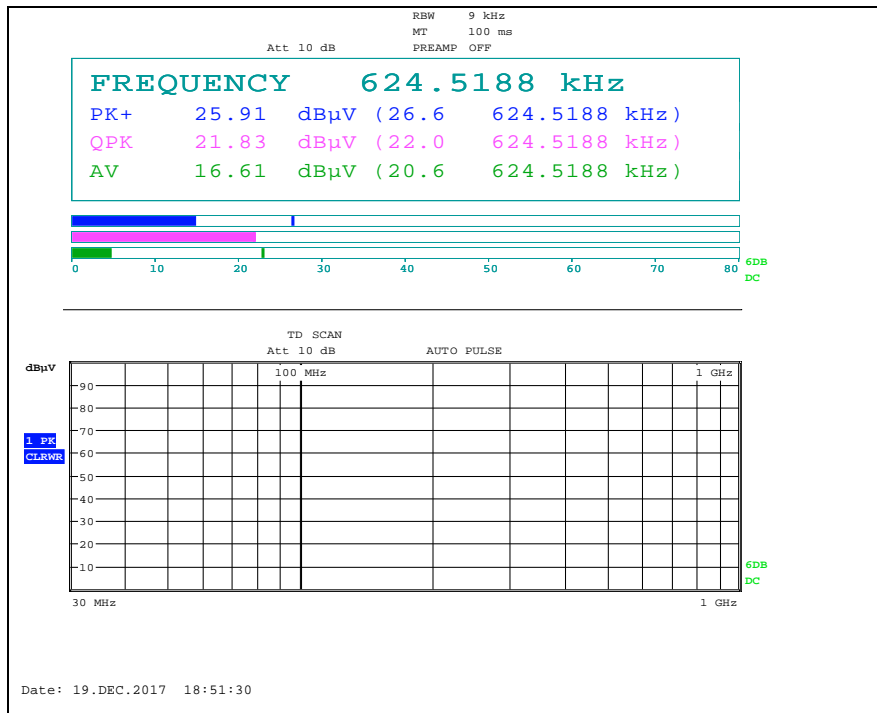 RBW 9 kHz
MT 100 ms
Att 10 dB PREAMP OFF
FREQUENCY 624.5188 kHz
PK+ 25.91 dBµV (26.6 624.5188 kHz)
QPK 21.83 dBµV (22.0 624.5188 kHz)
AV 16.61 dBµV (20.6 624.5188 kHz)
0 10 20 30 40 50 60 70 80
6DB
DC
TD SCAN
Att 10 dB AUTO PULSE
dBµV
100 MHz 1 GHz
90
80
70
1 PK
CLRWR
60
50
40
30
20
10
6DB
DC
30 MHz 1 GHz
Date: 19.DEC.2017 18:51:30